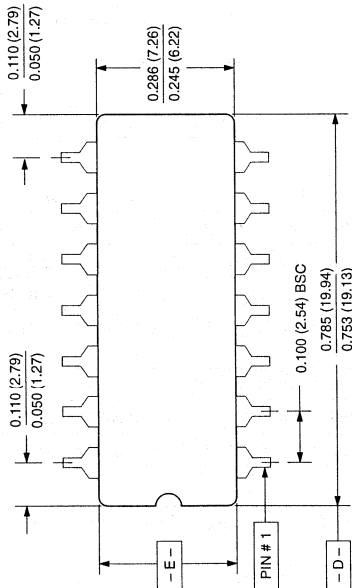 0.110 (2.79)
0.050 (1.27)
0.110 (2.79)
0.050 (1.27)
0.286 (7.26)
0.245 (6.22)
- E -
PIN # 1
- D -
0.100 (2.54) BSC
0.785 (19.94)
0.753 (19.13)